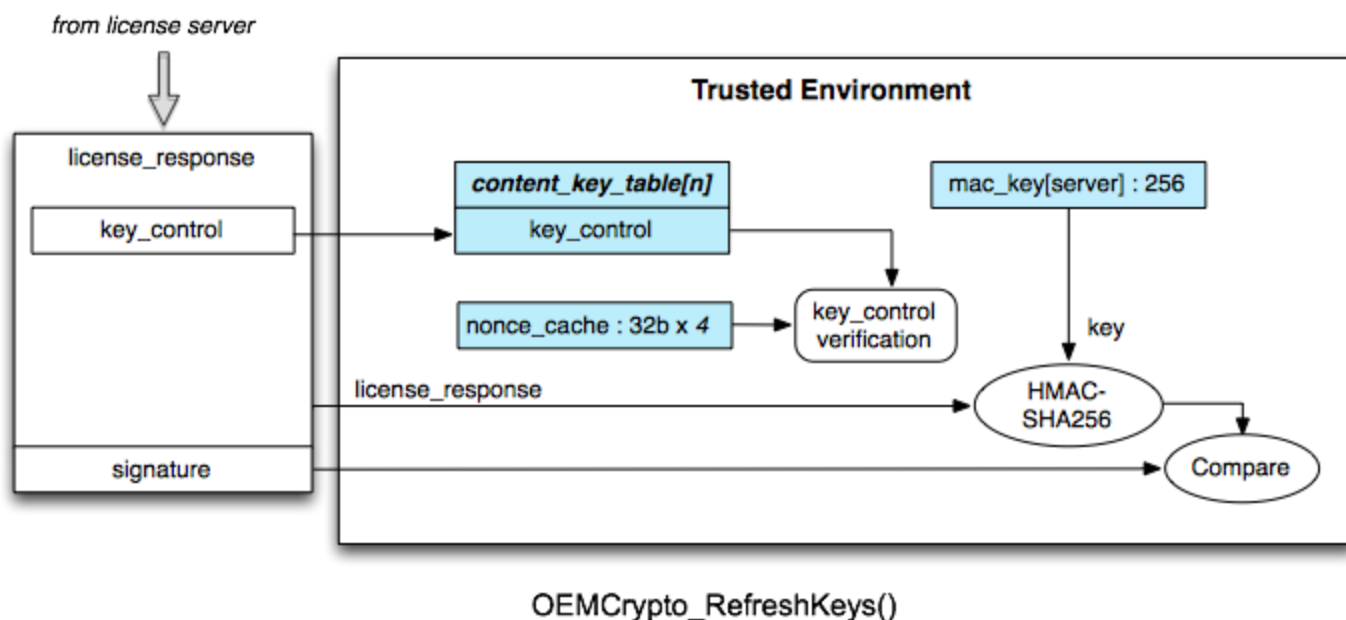 from license server
Trusted Environment
license_response
key_control
content_key_table[n]
key_control
mac_key[server] : 256
nonce_cache : 32b x 4
key_control
verification
key
license_response
HMAC-
SHA256
signature
Compare
OEMCrypto_RefreshKeys()